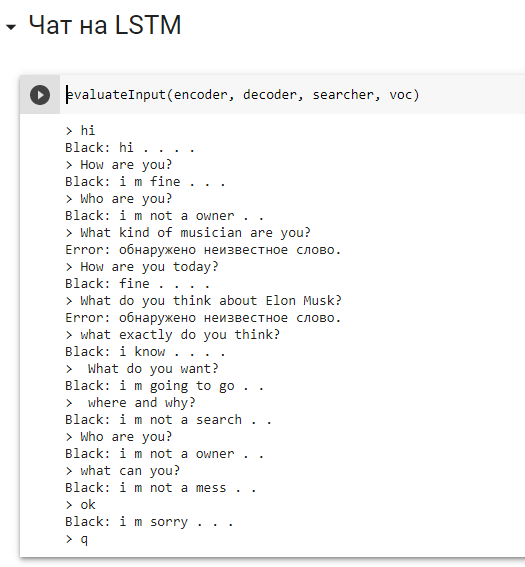 Чат на LSTM
evaluateInput(encoder, decoder, searcher, voc)
> hi
Black: hi . . . .
> How are you?
Black: i m fine . . .
> Who are you?
Black: i m not a owner . .
> What kind of musician are you?
Error: обнаружено неизвестное слово.
> How are you today?
Black: fine . . . .
> What do you think about Elon Musk?
Error: обнаружено неизвестное слово.
> what exactly do you think?
Black: i know . . . .
>  What do you want?
Black: i m going to go . .
>  where and why?
Black: i m not a search . .
> Who are you?
Black: i m not a owner . .
> what can you?
Black: i m not a mess . .
> ok
Black: i m sorry . . .
> q